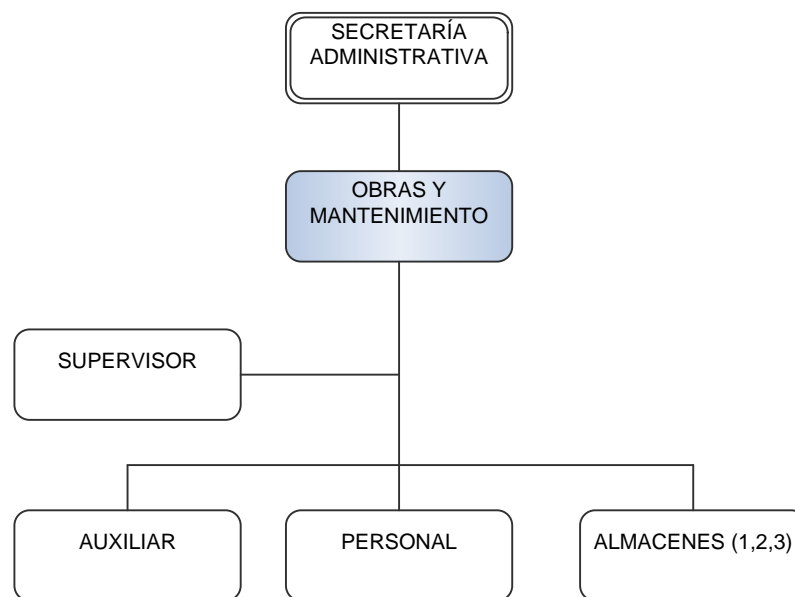 SECRETARÍA
ADMINISTRATIVA
OBRAS Y
MANTENIMIENTO
SUPERVISOR
AUXILIAR
PERSONAL
ALMACENES (1,2,3)